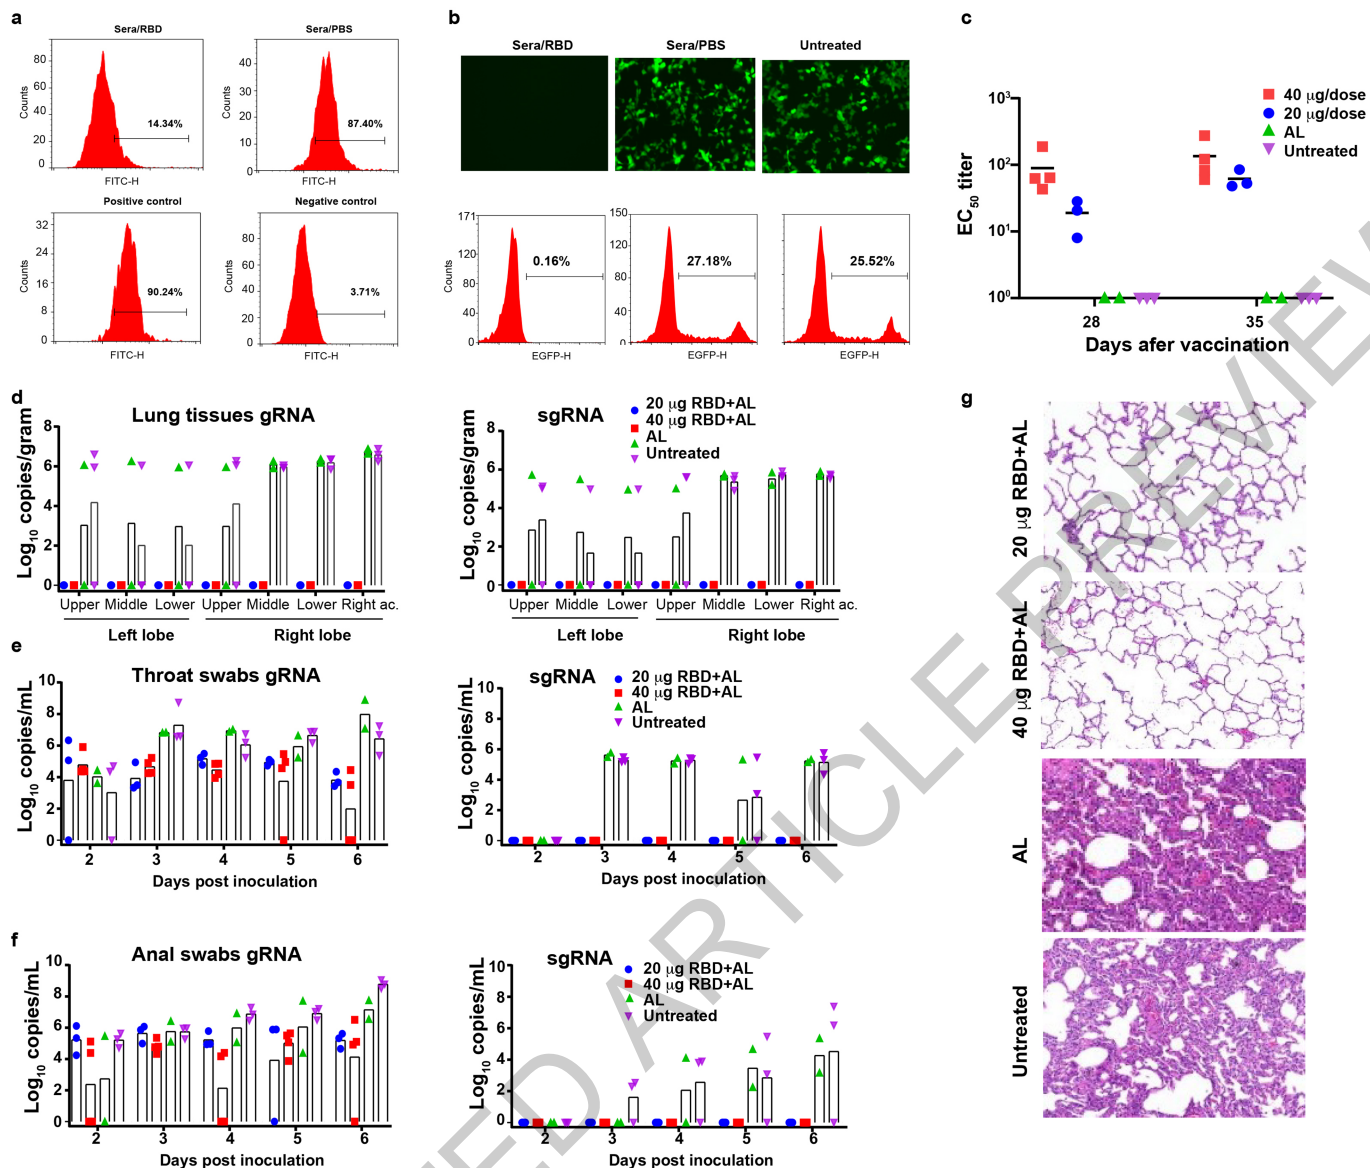 a
Sera/RBD
Counts
80
60
40
20
0
14.34%
FITC-H
Sera/PBS
Counts
40
30
20
10
0
87.40%
FITC-H
Positive control
Counts
32
24
16
8
0
90.24%
FITC-H
Negative control
Counts
80
60
40
20
0
3.71%
FITC-H
b
Sera/RBD
Sera/PBS
Untreated
Counts
171
120
80
40
0
0.16%
EGFP-H
150
120
80
40
0
27.18%
EGFP-H
150
120
90
60
30
0
25.52%
EGFP-H
c
EC50 titer
10³
10²
10¹
10⁰
40 µg/dose
20 µg/dose
AL
Untreated
28
35
Days afer vaccination
d
Lung tissues gRNA
Log10 copies/gram
8
6
4
2
0
Upper Middle Lower Upper Middle Lower Right ac.
Left lobe
Right lobe
sgRNA
20 µg RBD+AL
40 µg RBD+AL
AL
Untreated
Log10 copies/gram
8
6
4
2
0
Upper Middle Lower Upper Middle Lower Right ac.
Left lobe
Right lobe
e
Throat swabs gRNA
Log10 copies/mL
10
8
6
4
2
0
2 3 4 5 6
Days post inoculation
sgRNA
20 µg RBD+AL
40 µg RBD+AL
AL
Untreated
Log10 copies/mL
10
8
6
4
2
0
2 3 4 5 6
Days post inoculation
f
Anal swabs gRNA
Log10 copies/mL
10
8
6
4
2
0
2 3 4 5 6
Days post inoculation
sgRNA
20 µg RBD+AL
40 µg RBD+AL
AL
Untreated
Log10 copies/mL
10
8
6
4
2
0
2 3 4 5 6
Days post inoculation
g
20 µg RBD+AL
40 µg RBD+AL
AL
Untreated
ED ARTICLE PREVIEW